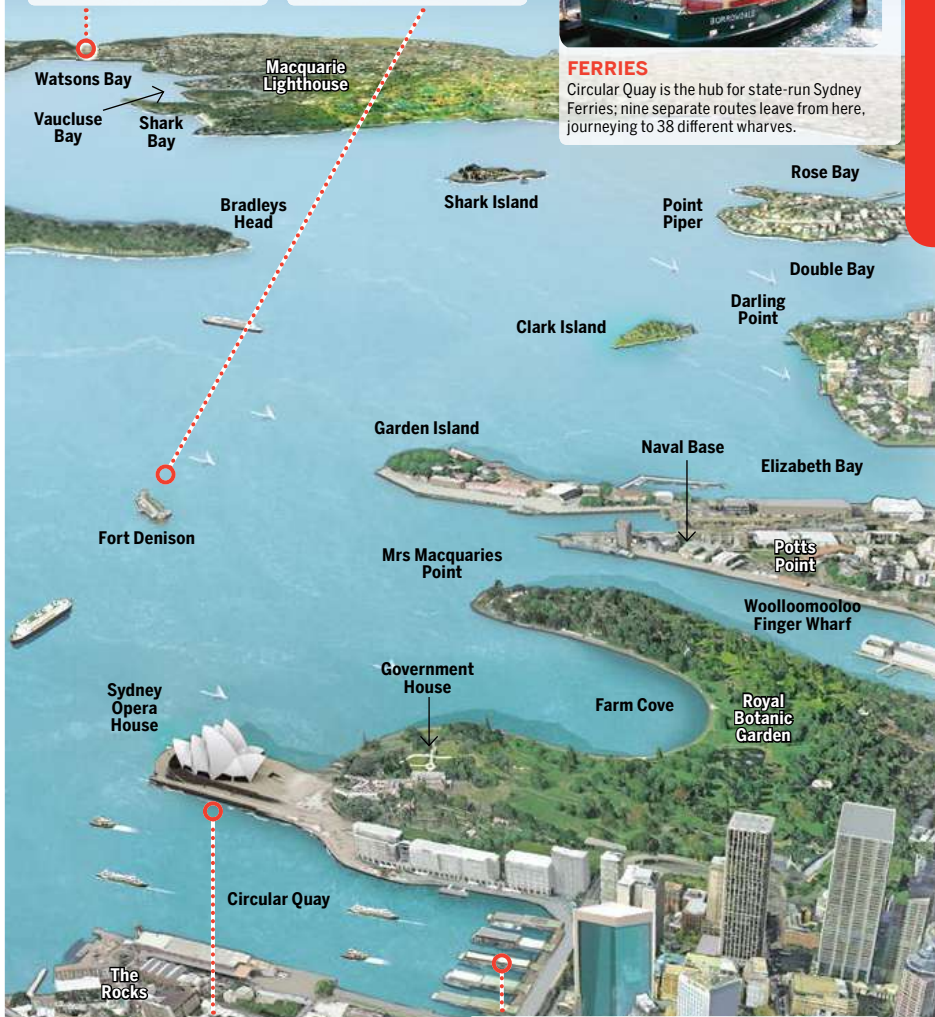 BORROWDALE
FERRIES
Circular Quay is the hub for state-run Sydney
Ferries; nine separate routes leave from here,
journeying to 38 different wharves.
Watsons Bay
Macquarie
Lighthouse
Vaucluse
Bay
Shark
Bay
Rose Bay
Bradleys
Head
Shark Island
Point
Piper
Double Bay
Darling
Point
Clark Island
Garden Island
Naval Base
Elizabeth Bay
Fort Denison
Mrs Macquaries
Point
Potts
Point
Woolloomooloo
Finger Wharf
Government
House
Sydney
Opera
House
Farm Cove
Royal
Botanic
Garden
Circular Quay
The
Rocks